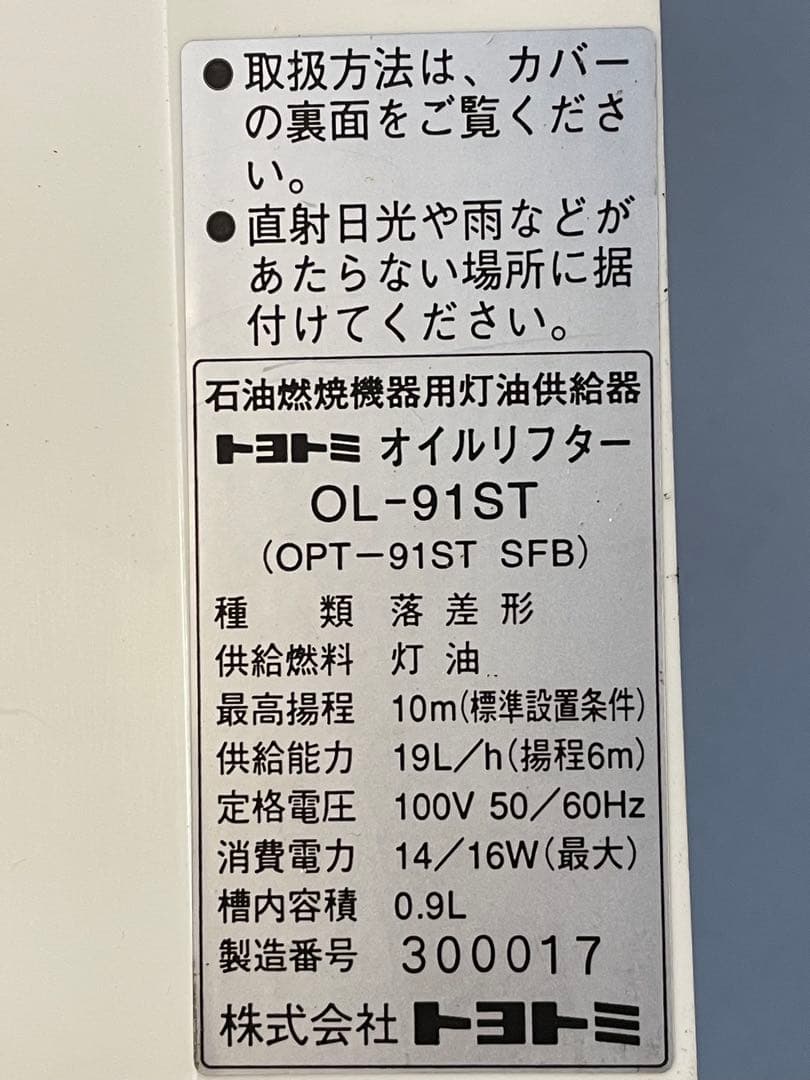 ●取扱方法は、カバー
の裏面をご覧くださ
い。
●直射日光や雨などが
あたらない場所に据
付けてください。
石油燃焼機器用灯油供給器
トヨトミ オイルリフター
OL-91ST
(OPT-91ST SFB)
種 類 落差形
供給燃料 灯油
最高揚程 10m(標準設置条件)
供給能力 19L/h(揚程6m)
定格電圧 100V 50/60Hz
消費電力 14/16W(最大)
槽内容積 0.9L
製造番号 300017
株式会社トヨトミ